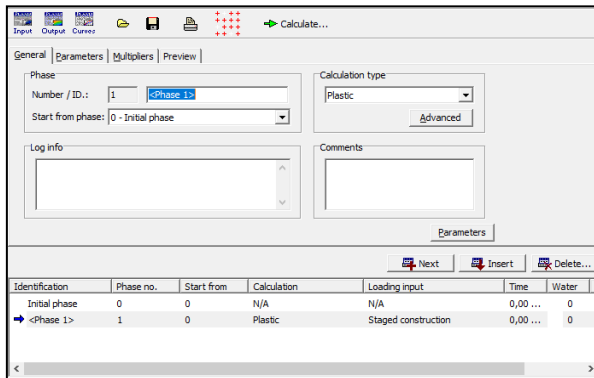 Input Output Curves Calculate...
General Parameters Multipliers Preview
Phase
Number / ID.: 1 <Phase 1>
Start from phase: 0 - Initial phase
Calculation type
Plastic
Advanced
Log info
Comments
Parameters
Next Insert Delete...
Identification Phase no. Start from Calculation Loading input Time Water
Initial phase 0 0 N/A N/A 0,00 ... 0
<Phase 1> 1 0 Plastic Staged construction 0,00 ... 0